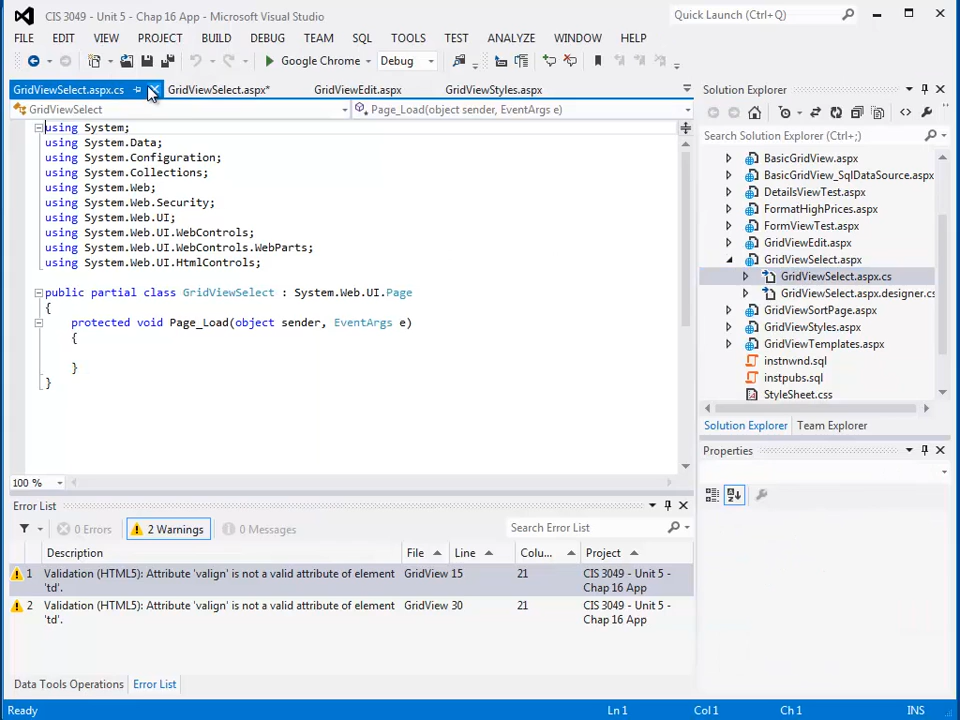 CIS 3049 - Unit 5 - Chap 16 App - Microsoft Visual Studio
Quick Launch (Ctrl+Q)
FILE EDIT VIEW PROJECT BUILD DEBUG TEAM SQL TOOLS TEST ANALYZE WINDOW HELP
Google Chrome Debug
GridViewSelect.aspx.cs GridViewSelect.aspx* GridViewEdit.aspx GridViewStyles.aspx
GridViewSelect Page_Load(object sender, EventArgs e)
using System;
using System.Data;
using System.Configuration;
using System.Collections;
using System.Web;
using System.Web.Security;
using System.Web.UI;
using System.Web.UI.WebControls;
using System.Web.UI.WebControls.WebParts;
using System.Web.UI.HtmlControls;
public partial class GridViewSelect : System.Web.UI.Page
{
protected void Page_Load(object sender, EventArgs e)
{
}
}
100 %
Solution Explorer
Search Solution Explorer (Ctrl+;)
BasicGridView.aspx
BasicGridView_SqlDataSource.aspx
DetailsViewTest.aspx
FormatHighPrices.aspx
FormViewTest.aspx
GridViewEdit.aspx
GridViewSelect.aspx
GridViewSelect.aspx.cs
GridViewSelect.aspx.designer.cs
GridViewSortPage.aspx
GridViewStyles.aspx
GridViewTemplates.aspx
instnwnd.sql
instpubs.sql
StyleSheet.css
Solution Explorer Team Explorer
Properties
Error List
0 Errors 2 Warnings 0 Messages Search Error List
Description File Line Colu... Project
1 Validation (HTML5): Attribute 'valign' is not a valid attribute of element 'td'. GridView 15 21 CIS 3049 - Unit 5 - Chap 16 App
2 Validation (HTML5): Attribute 'valign' is not a valid attribute of element 'td'. GridView 30 21 CIS 3049 - Unit 5 - Chap 16 App
Data Tools Operations Error List
Ready Ln 1 Col 1 Ch 1 INS